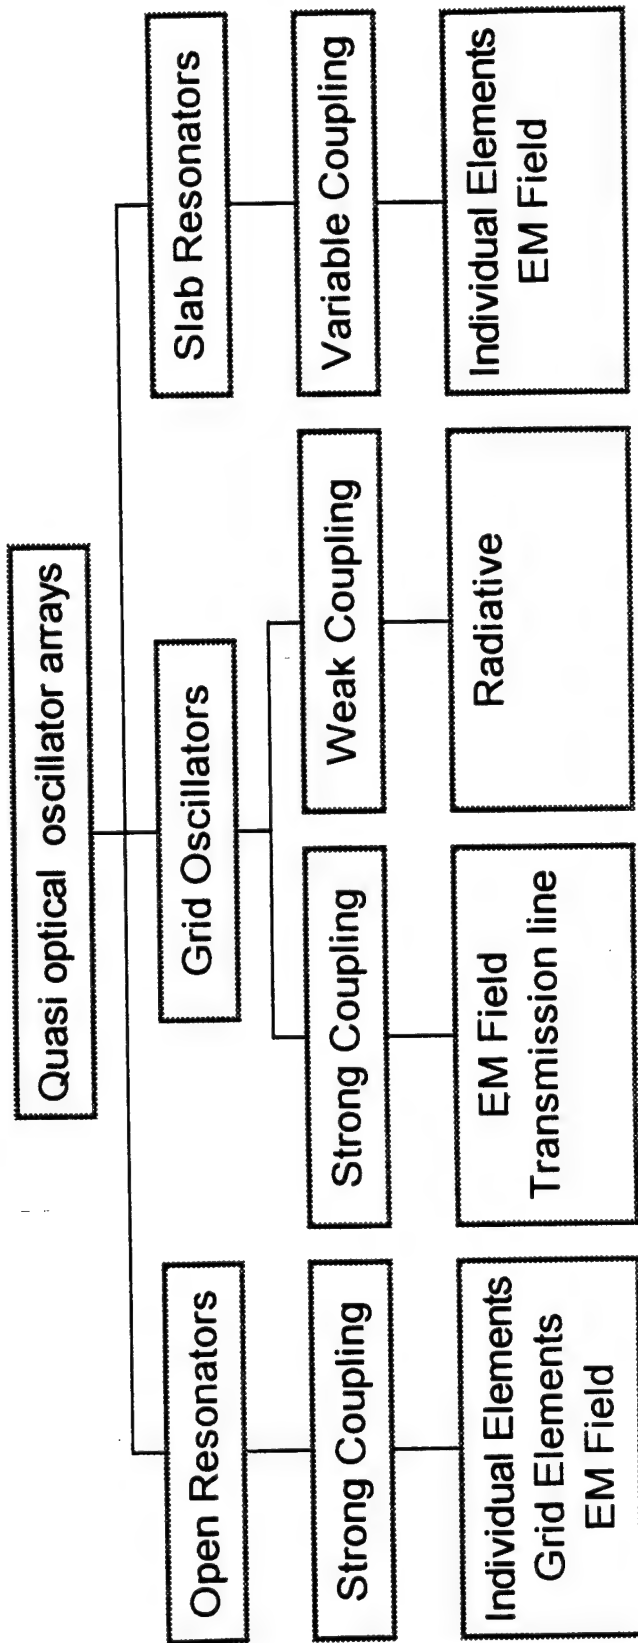 Quasi optical oscillator arrays
Open Resonators
Grid Oscillators
Slab Resonators
Strong Coupling
Strong Coupling
Weak Coupling
Variable Coupling
Individual Elements
Grid Elements
EM Field
EM Field
Transmission line
Radiative
Individual Elements
EM Field